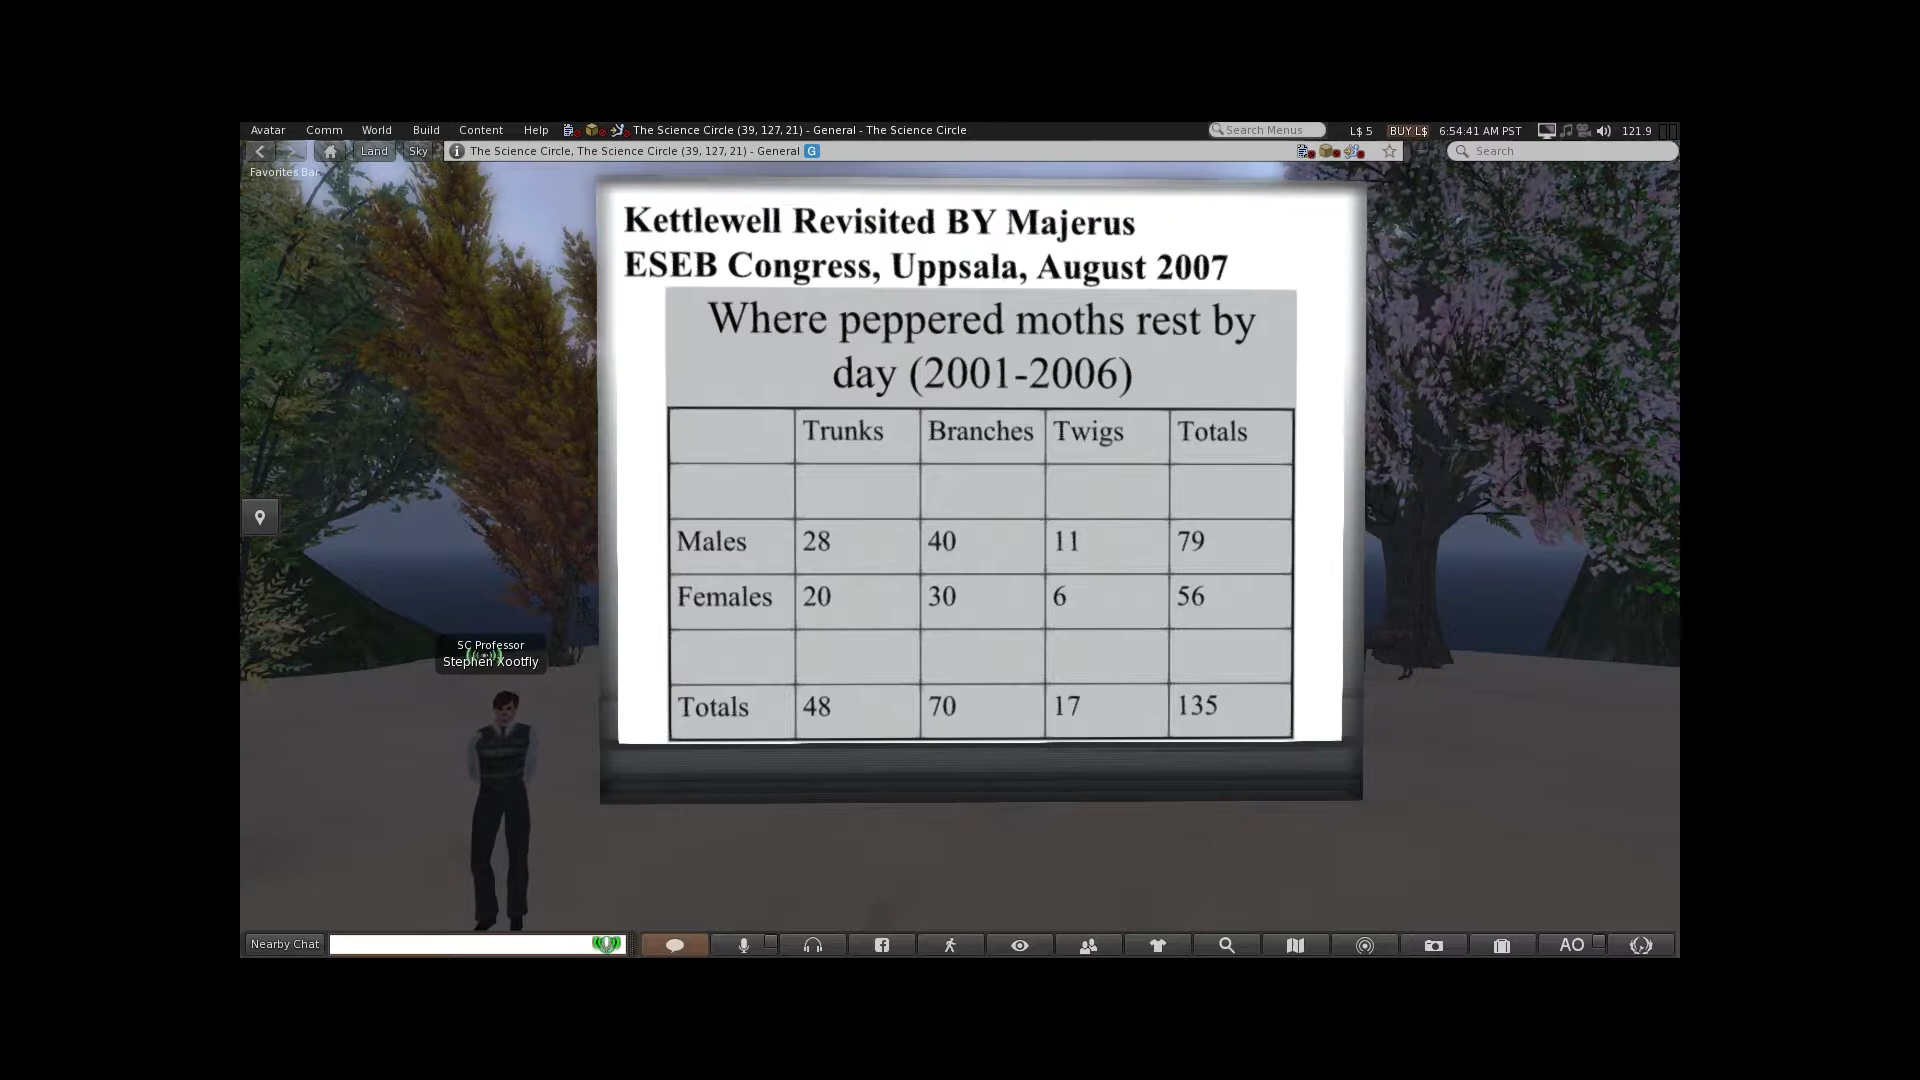 Avatar Comm World Build Content Help The Science Circle (39, 127, 21) - General - The Science Circle Search Menus L$ 5 BUY L$ 6:54:41 AM PST 121.9
Land Sky The Science Circle, The Science Circle (39, 127, 21) - General G Search
Favorites Bar
Kettlewell Revisited BY Majerus
ESEB Congress, Uppsala, August 2007
Where peppered moths rest by
day (2001-2006)
Trunks Branches Twigs Totals
Males 28 40 11 79
Females 20 30 6 56
Totals 48 70 17 135
SC Professor
Stephen Xootfly
Nearby Chat AO